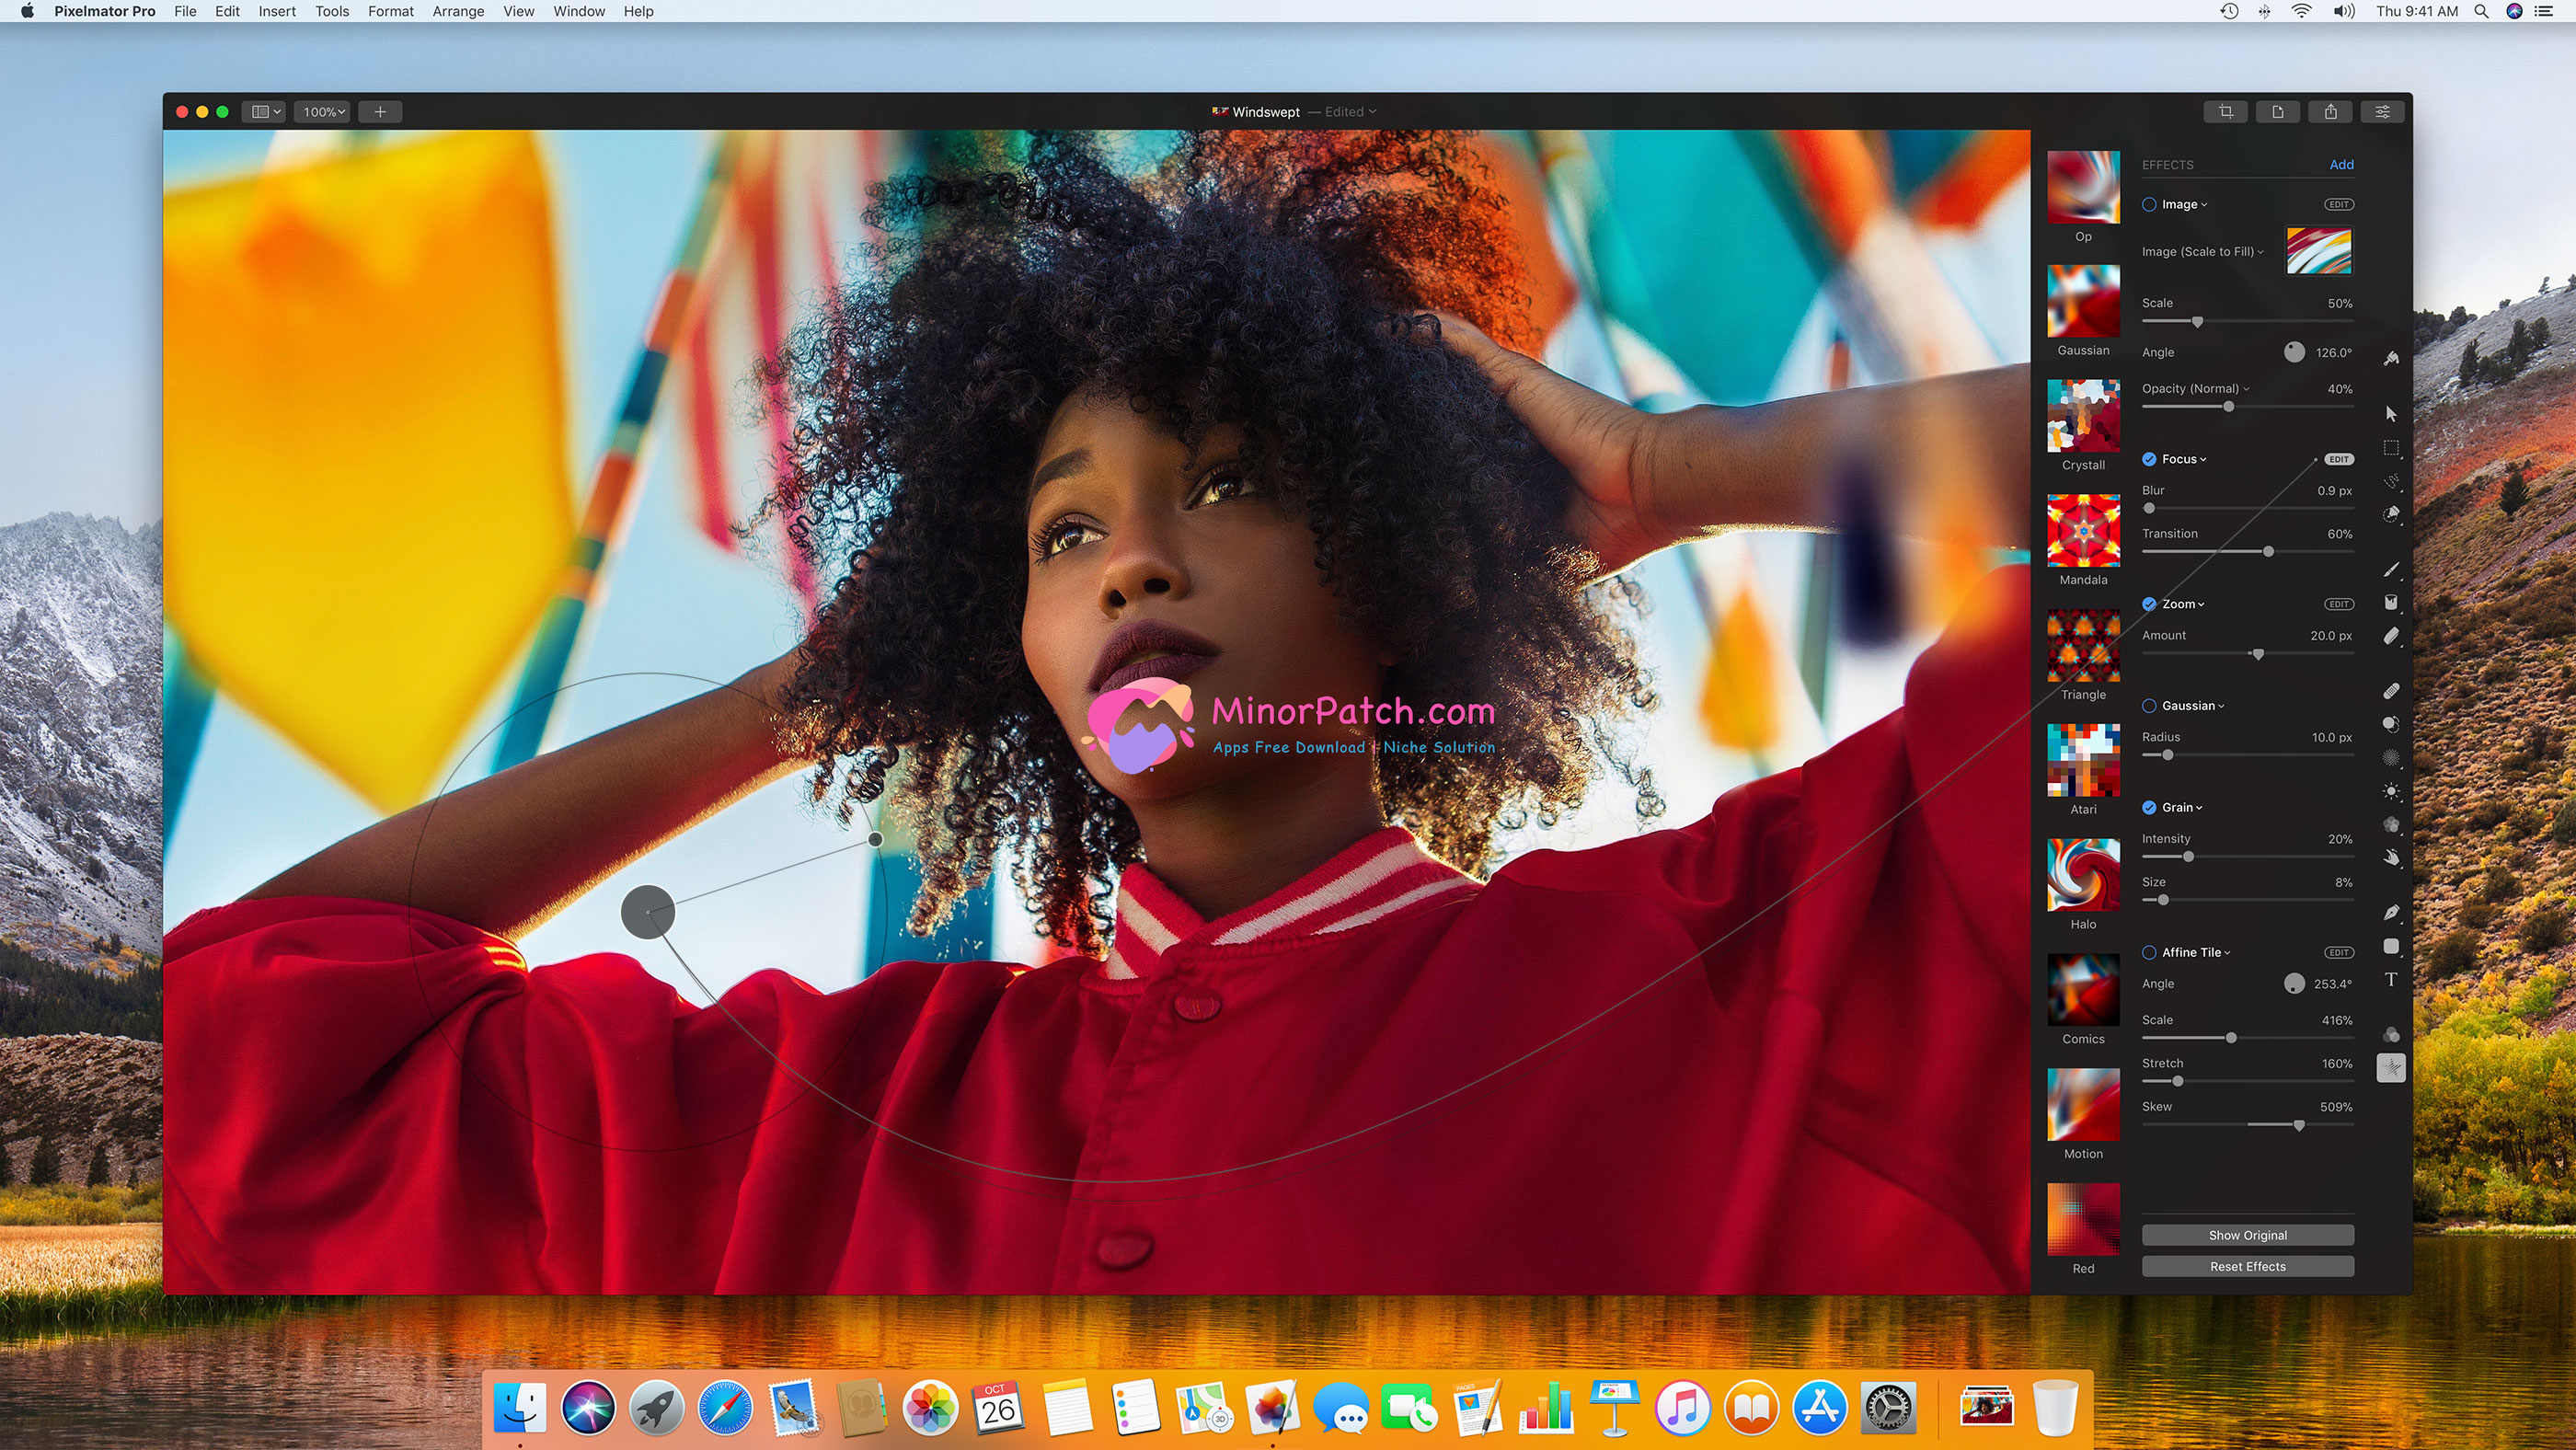 Pixelmator Pro File Edit Insert Tools Format Arrange View Window Help Thu 9:41 AM
100% Windswept — Edited
EFFECTS Add
Image EDIT
Image (Scale to Fill)
Scale 50%
Angle 126.0°
Opacity (Normal) 40%
Focus EDIT
Blur 0.9 px
Transition 60%
Zoom EDIT
Amount 20.0 px
Gaussian
Radius 10.0 px
Grain
Intensity 20%
Size 8%
Affine Tile EDIT
Angle 253.4°
Scale 416%
Stretch 160%
Skew 509%
Show Original
Reset Effects
Op
Gaussian
Crystall
Mandala
Triangle
Atari
Halo
Comics
Motion
Red
T
MinorPatch.com
Apps Free Download | Niche Solution
OCT
26
3D
PAGES